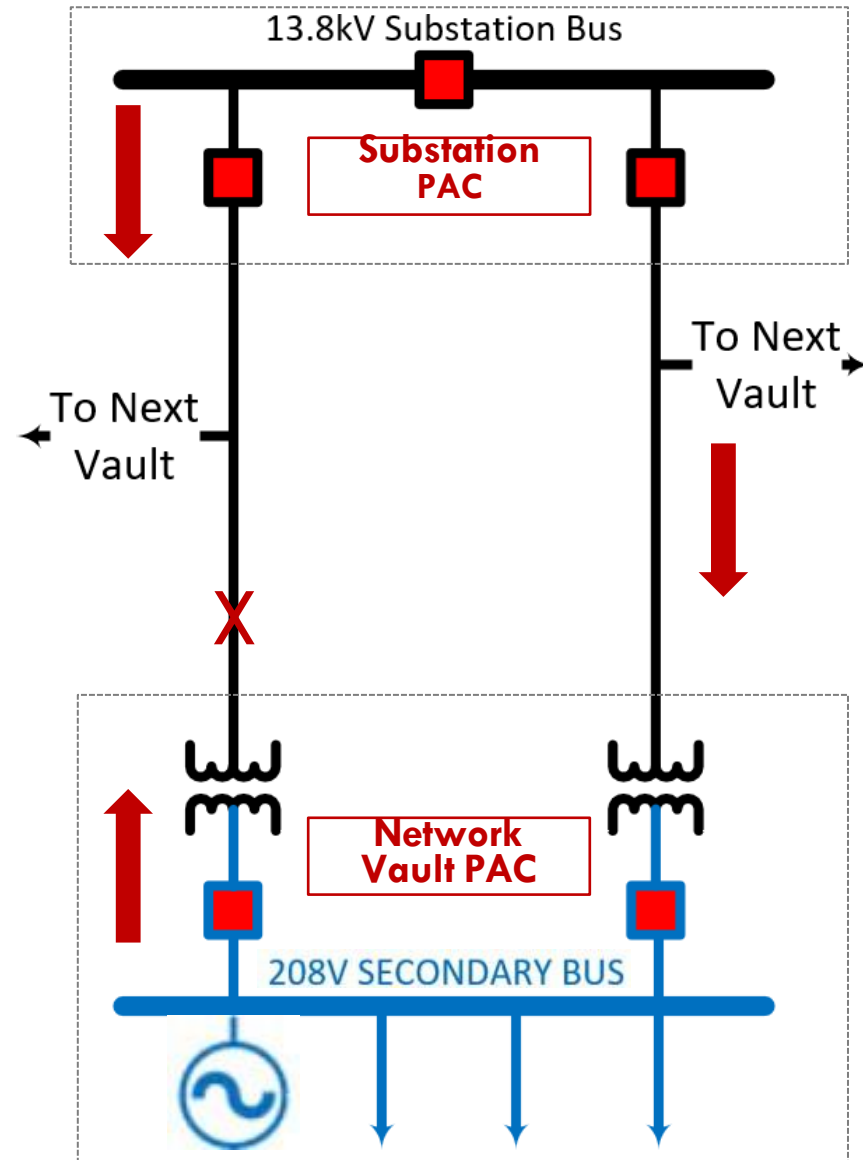 13.8kV Substation Bus
Substation
PAC
To Next
Vault
To Next
Vault
X
Network
Vault PAC
208V SECONDARY BUS